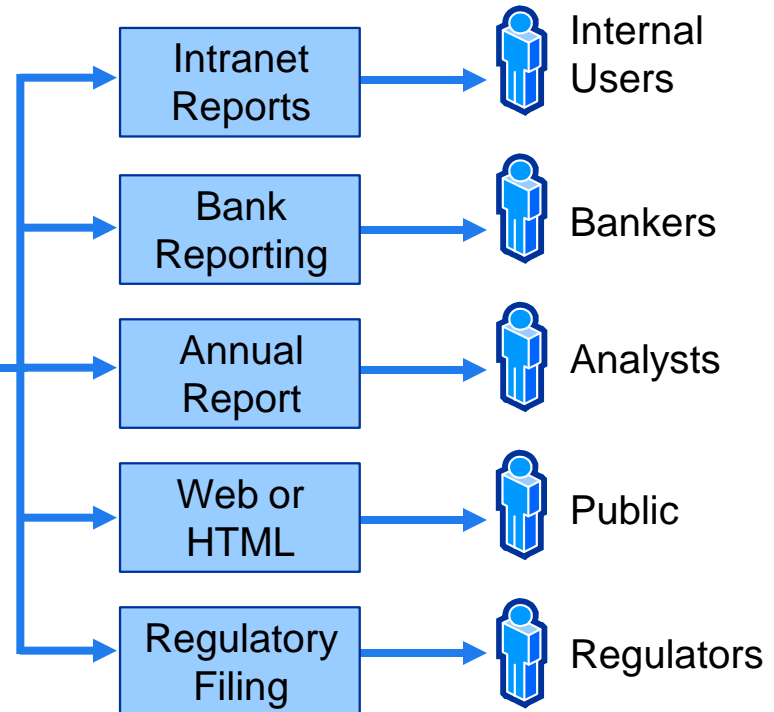 Intranet
Reports
Internal
Users
Bank
Reporting
Bankers
Annual
Report
Analysts
Web or
HTML
Public
Regulatory
Filing
Regulators